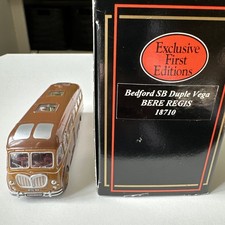 Exclusive
First
Editions
Bedford SB Duple Vega
BERE REGIS
18710